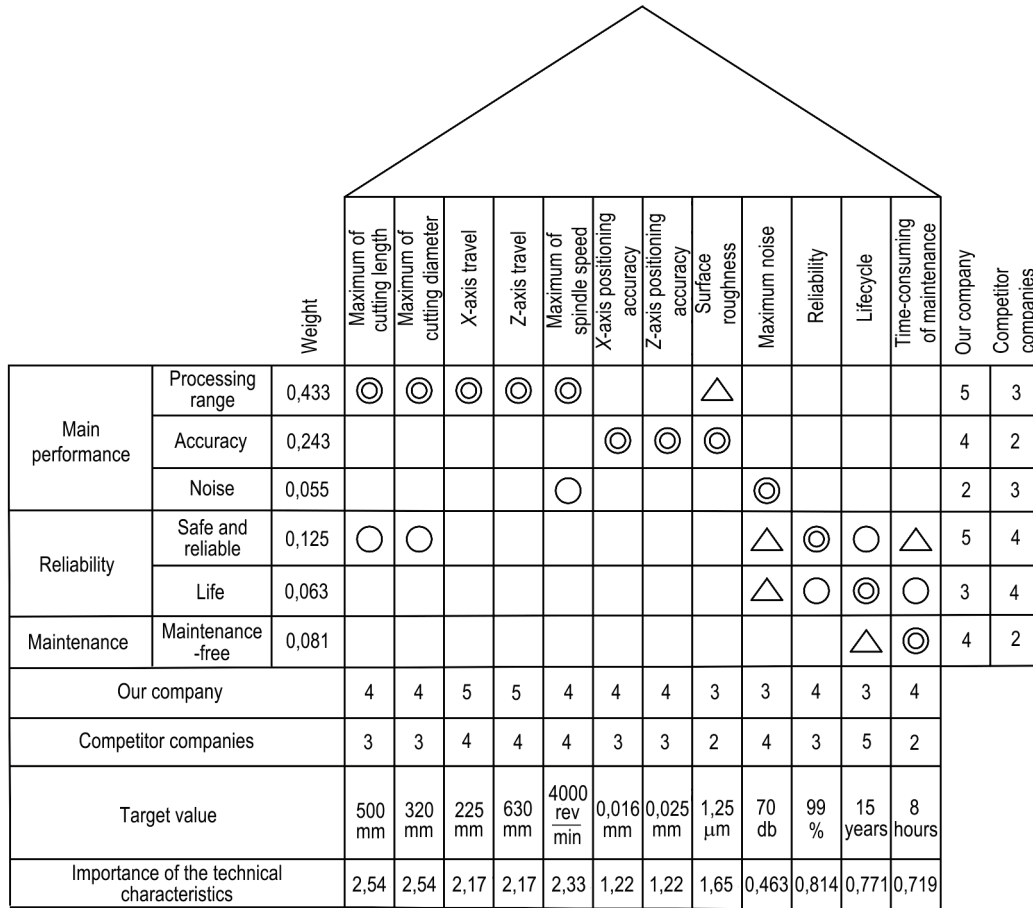 Weight
Maximum of
cutting length
Maximum of
cutting diameter
X-axis travel
Z-axis travel
Maximum of
spindle speed
X-axis positioning
accuracy
Z-axis positioning
accuracy
Surface
roughness
Maximum noise
Reliability
Lifecycle
Time-consuming
of maintenance
Our company
Competitor
companies
Main
performance
Processing
range
0,433
5
3
Accuracy
0,243
4
2
Noise
0,055
2
3
Reliability
Safe and
reliable
0,125
5
4
Life
0,063
3
4
Maintenance
Maintenance
-free
0,081
4
2
Our company
4 4 5 5 4 4 4 3 3 4 3 4
Competitor companies
3 3 4 4 4 3 3 2 4 3 5 2
Target value
500
mm
320
mm
225
mm
630
mm
4000
rev
min
0,016
mm
0,025
mm
1,25
μm
70
db
99
%
15
years
8
hours
Importance of the technical
characteristics
2,54 2,54 2,17 2,17 2,33 1,22 1,22 1,65 0,463 0,814 0,771 0,719